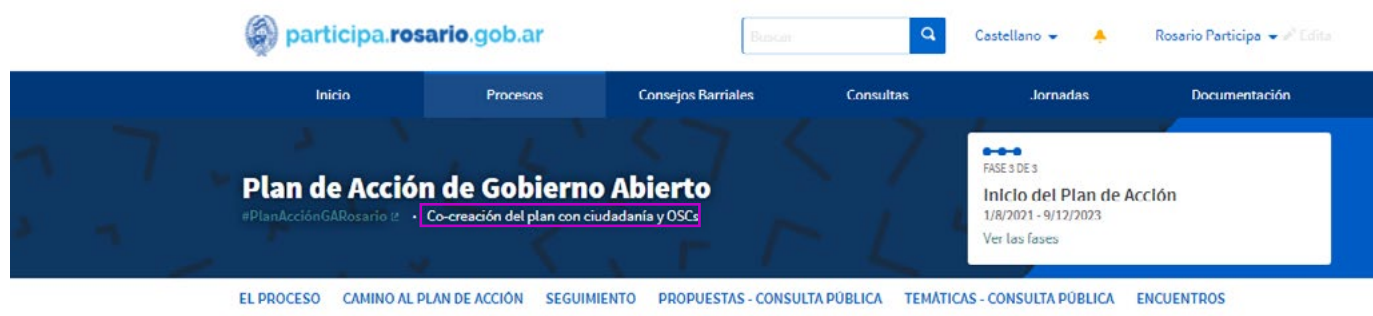 participa.rosario.gob.ar
Buscar
Castellano
Rosario Participa
Edita
Inicio Procesos Consejos Barriales Consultas Jornadas Documentación
Plan de Acción de Gobierno Abierto
#PlanAcciónGARosario • Co-creación del plan con ciudadanía y OSCs
FASE 3 DE 3
Inicio del Plan de Acción
1/8/2021 - 9/12/2023
Ver las fases
EL PROCESO CAMINO AL PLAN DE ACCIÓN SEGUIMIENTO PROPUESTAS - CONSULTA PÚBLICA TEMÁTICAS - CONSULTA PÚBLICA ENCUENTROS